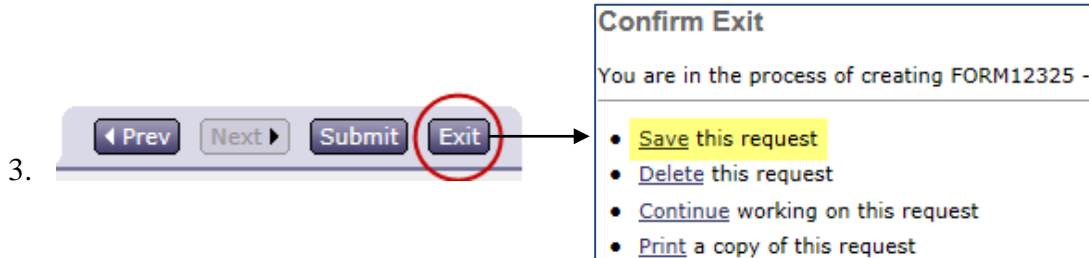 3.
Prev Next Submit Exit
Confirm Exit
You are in the process of creating FORM12325 -
Save this request
Delete this request
Continue working on this request
Print a copy of this request